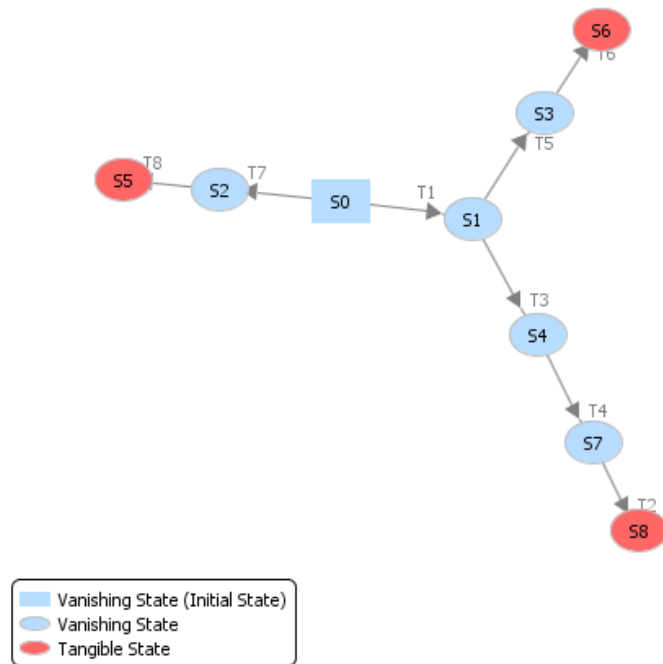 S6
T6
S3
T5
T8
T7
S5
S2
S0
T1
S1
T3
S4
T4
S7
T2
S8
Vanishing State (Initial State)
Vanishing State
Tangible State